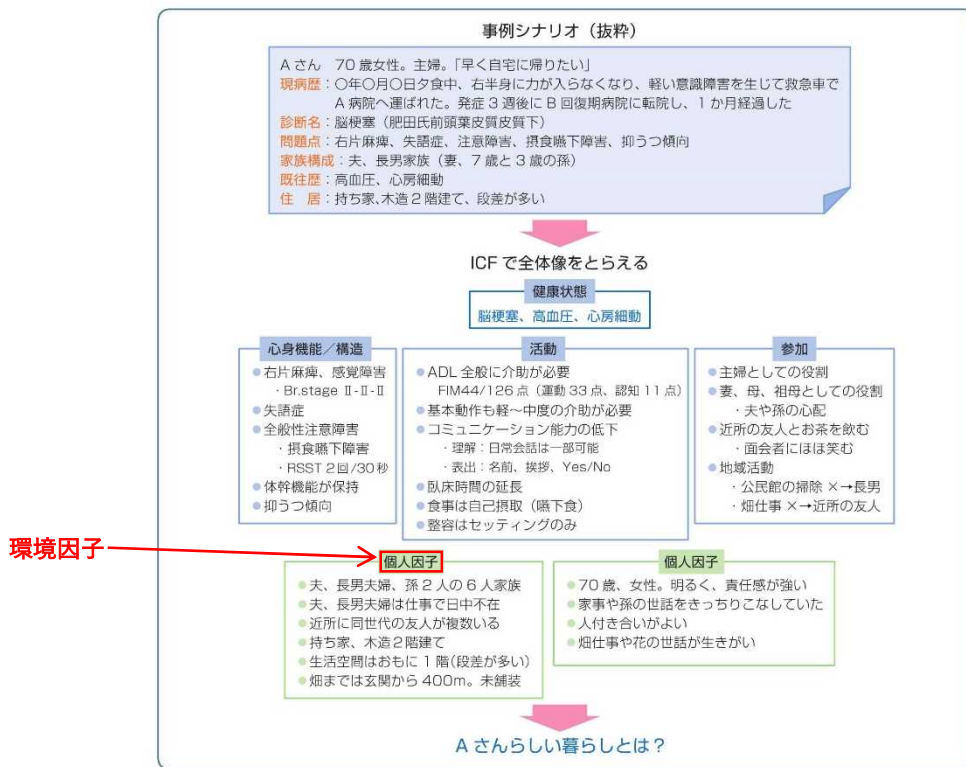 事例シナリオ（抜粋）
Aさん　70歳女性。主婦。「早く自宅に帰りたい」
現病歴：〇年〇月〇日夕食中、右半身に力が入らなくなり、軽い意識障害を生じて救急車で
A病院へ運ばれた。発症3週後にB回復期病院に転院し、1か月経過した
診断名：脳梗塞（肥田氏前頭葉皮質皮質下）
問題点：右片麻痺、失語症、注意障害、摂食嚥下障害、抑うつ傾向
家族構成：夫、長男家族（妻、7歳と3歳の孫）
既往歴：高血圧、心房細動
住　居：持ち家、木造2階建て、段差が多い
ICFで全体像をとらえる
健康状態
脳梗塞、高血圧、心房細動
心身機能／構造
●右片麻痺、感覚障害
・Br.stage Ⅱ-Ⅱ-Ⅱ
●失語症
●全般性注意障害
・摂食嚥下障害
・RSST 2回/30秒
●体幹機能が保持
●抑うつ傾向
活動
●ADL全般に介助が必要
FIM44/126点（運動33点、認知11点）
●基本動作も軽～中度の介助が必要
●コミュニケーション能力の低下
・理解：日常会話は一部可能
・表出：名前、挨拶、Yes/No
●臥床時間の延長
●食事は自己摂取（嚥下食）
●整容はセッティングのみ
参加
●主婦としての役割
●妻、母、祖母としての役割
・夫や孫の心配
●近所の友人とお茶を飲む
・面会者にほほ笑む
●地域活動
・公民館の掃除 ×→長男
・畑仕事 ×→近所の友人
環境因子
個人因子
●夫、長男夫婦、孫2人の6人家族
●夫、長男夫婦は仕事で日中不在
●近所に同世代の友人が複数いる
●持ち家、木造2階建て
●生活空間はおもに1階（段差が多い）
●畑までは玄関から400m。未舗装
個人因子
●70歳、女性。明るく、責任感が強い
●家事や孫の世話をきっちりこなしていた
●人付き合いがよい
●畑仕事や花の世話が生きがい
Aさんらしい暮らしとは？